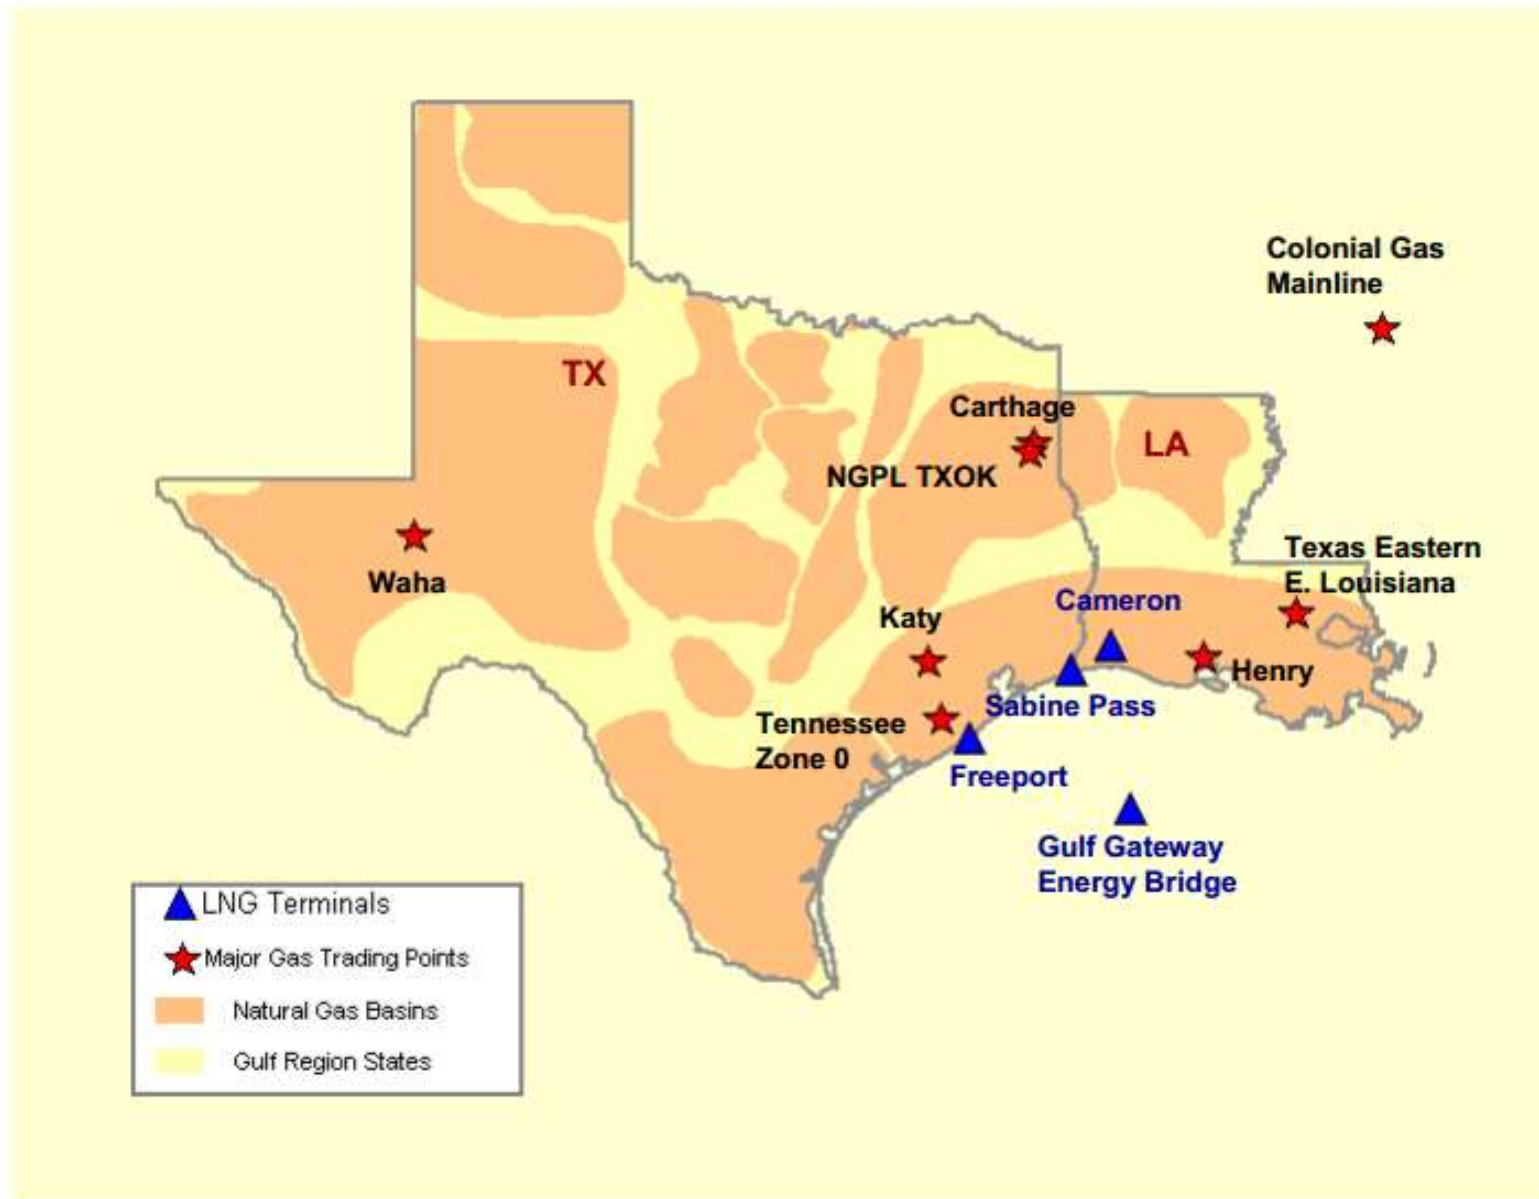 Colonial Gas
Mainline
TX
Carthage
LA
NGPL TXOK
Texas Eastern
E. Louisiana
Waha
Cameron
Katy
Henry
Sabine Pass
Tennessee
Zone 0
Freeport
Gulf Gateway
Energy Bridge
LNG Terminals
Major Gas Trading Points
Natural Gas Basins
Gulf Region States